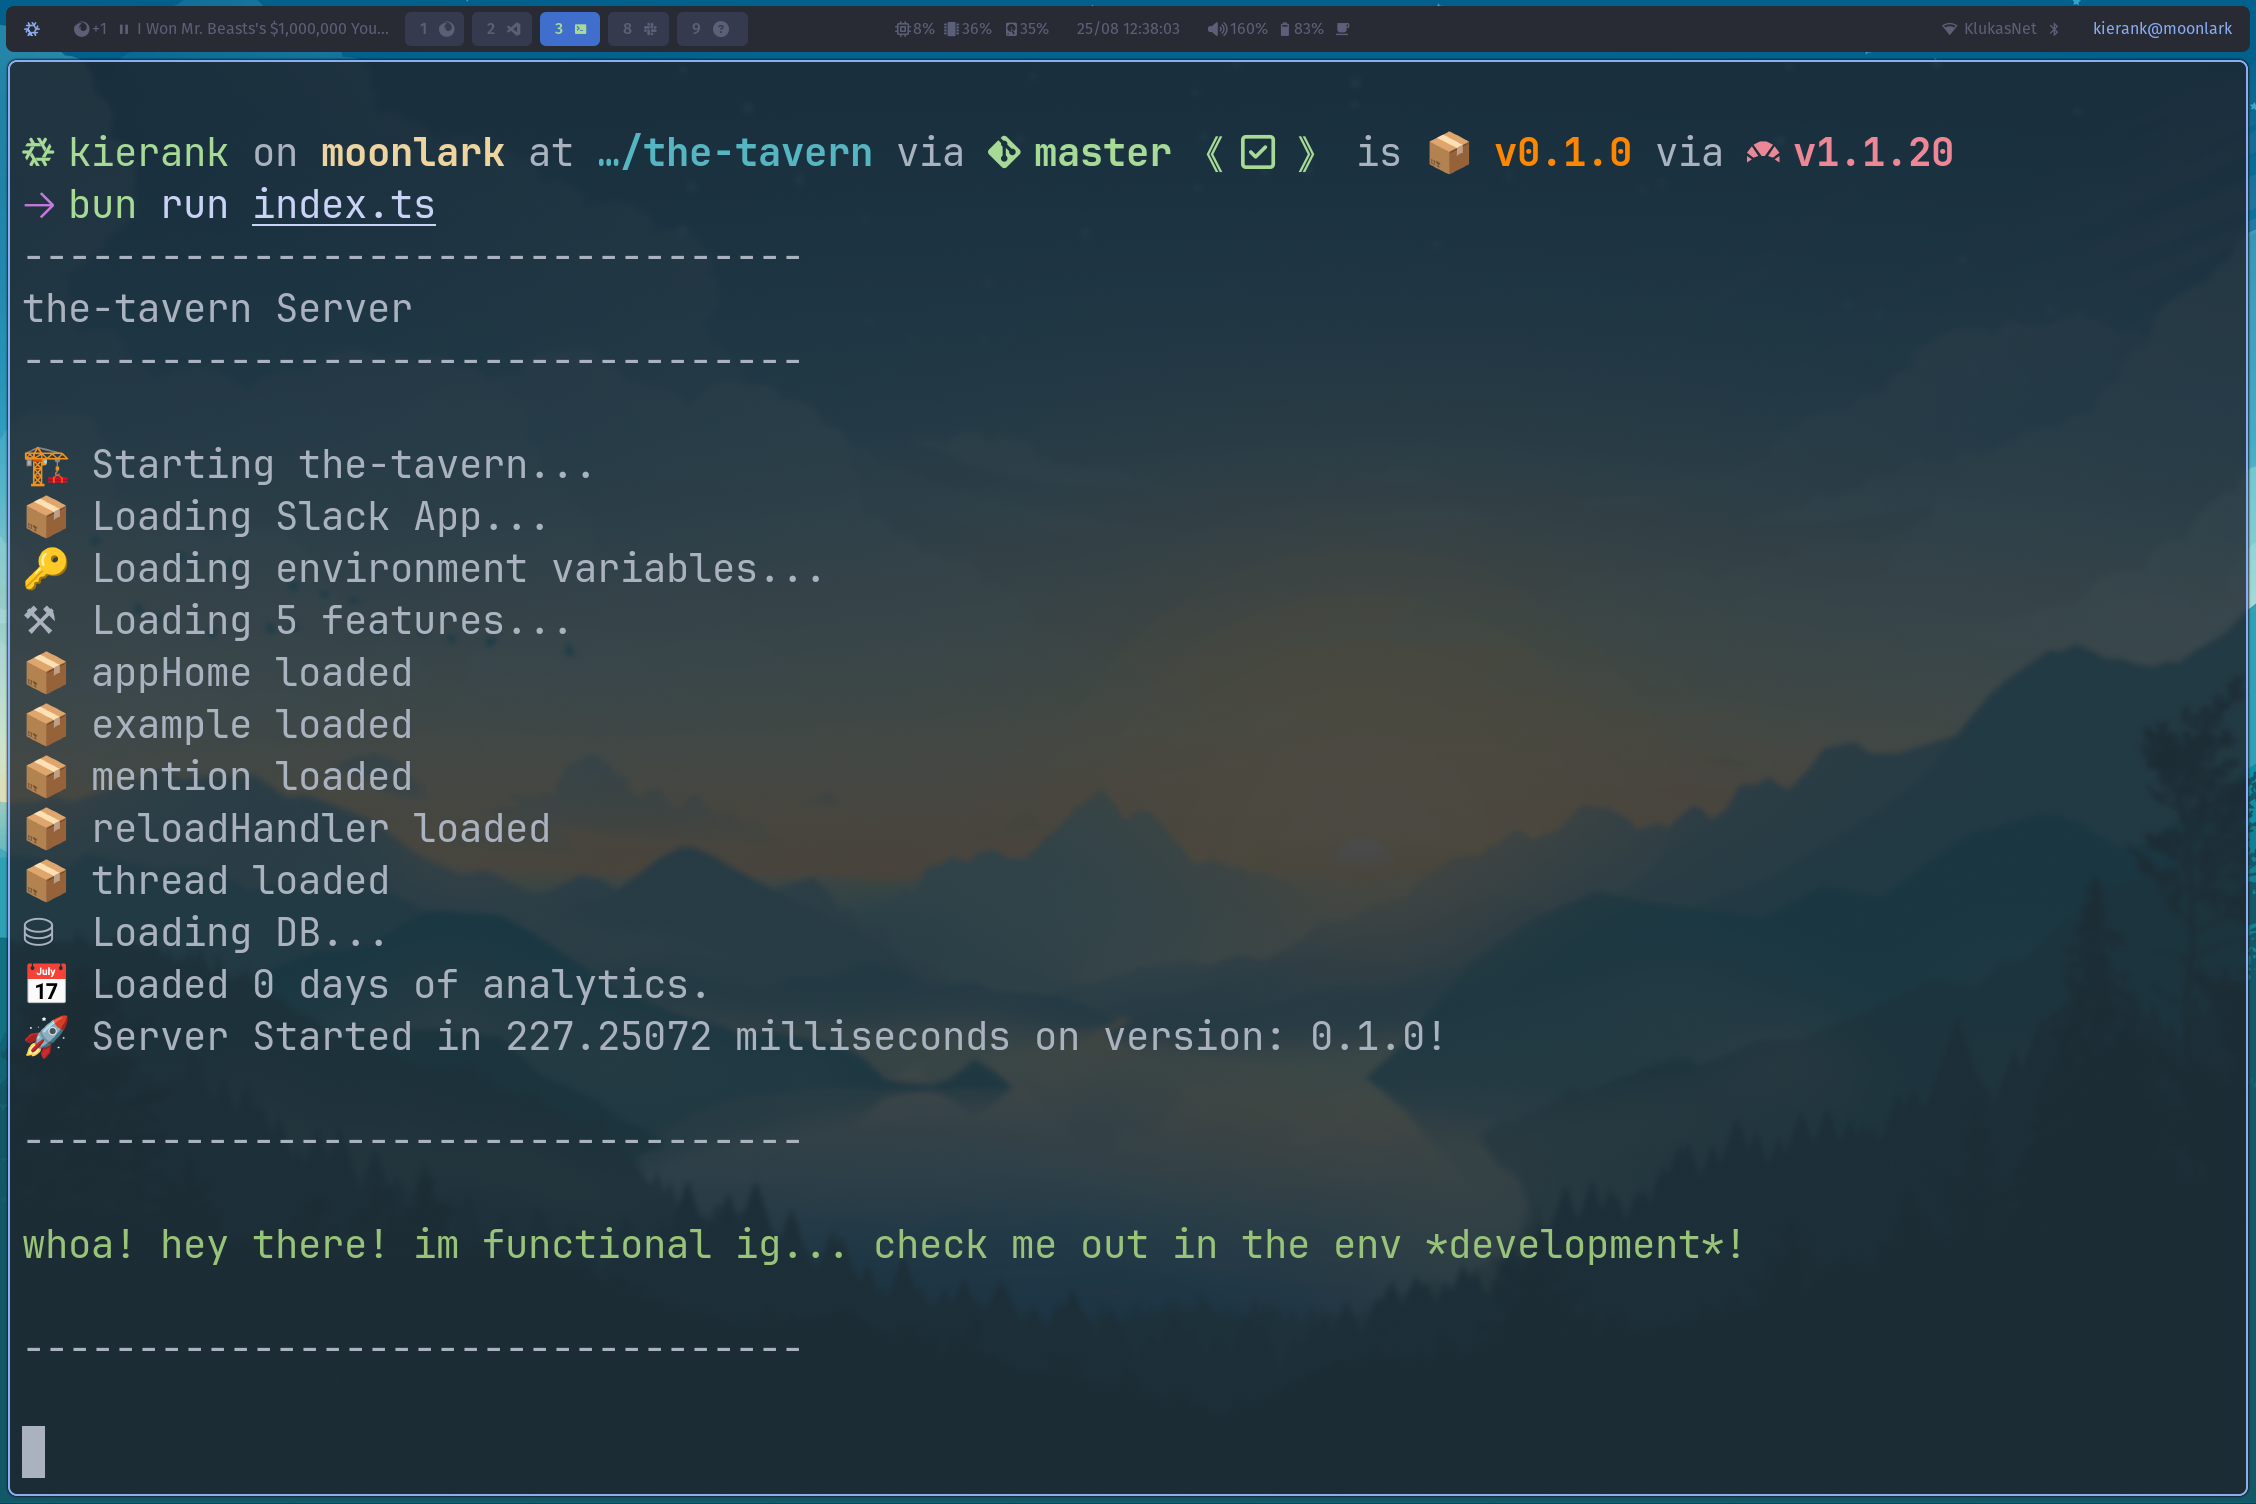 +1 I Won Mr. Beasts's $1,000,000 You... 1 2 3 8 9 8% 36% 35% 25/08 12:38:03 160% 83% KlukasNet kierank@moonlark
kierank on moonlark at …/the-tavern via master 《 》 is 📦 v0.1.0 via v1.1.20
→ bun run index.ts
----------------------------------
the-tavern Server
----------------------------------
🏗️ Starting the-tavern...
📦 Loading Slack App...
🔑 Loading environment variables...
⚒️ Loading 5 features...
📦 appHome loaded
📦 example loaded
📦 mention loaded
📦 reloadHandler loaded
📦 thread loaded
⛁ Loading DB...
📅 Loaded 0 days of analytics.
🚀 Server Started in 227.25072 milliseconds on version: 0.1.0!
----------------------------------
whoa! hey there! im functional ig... check me out in the env *development*!
----------------------------------